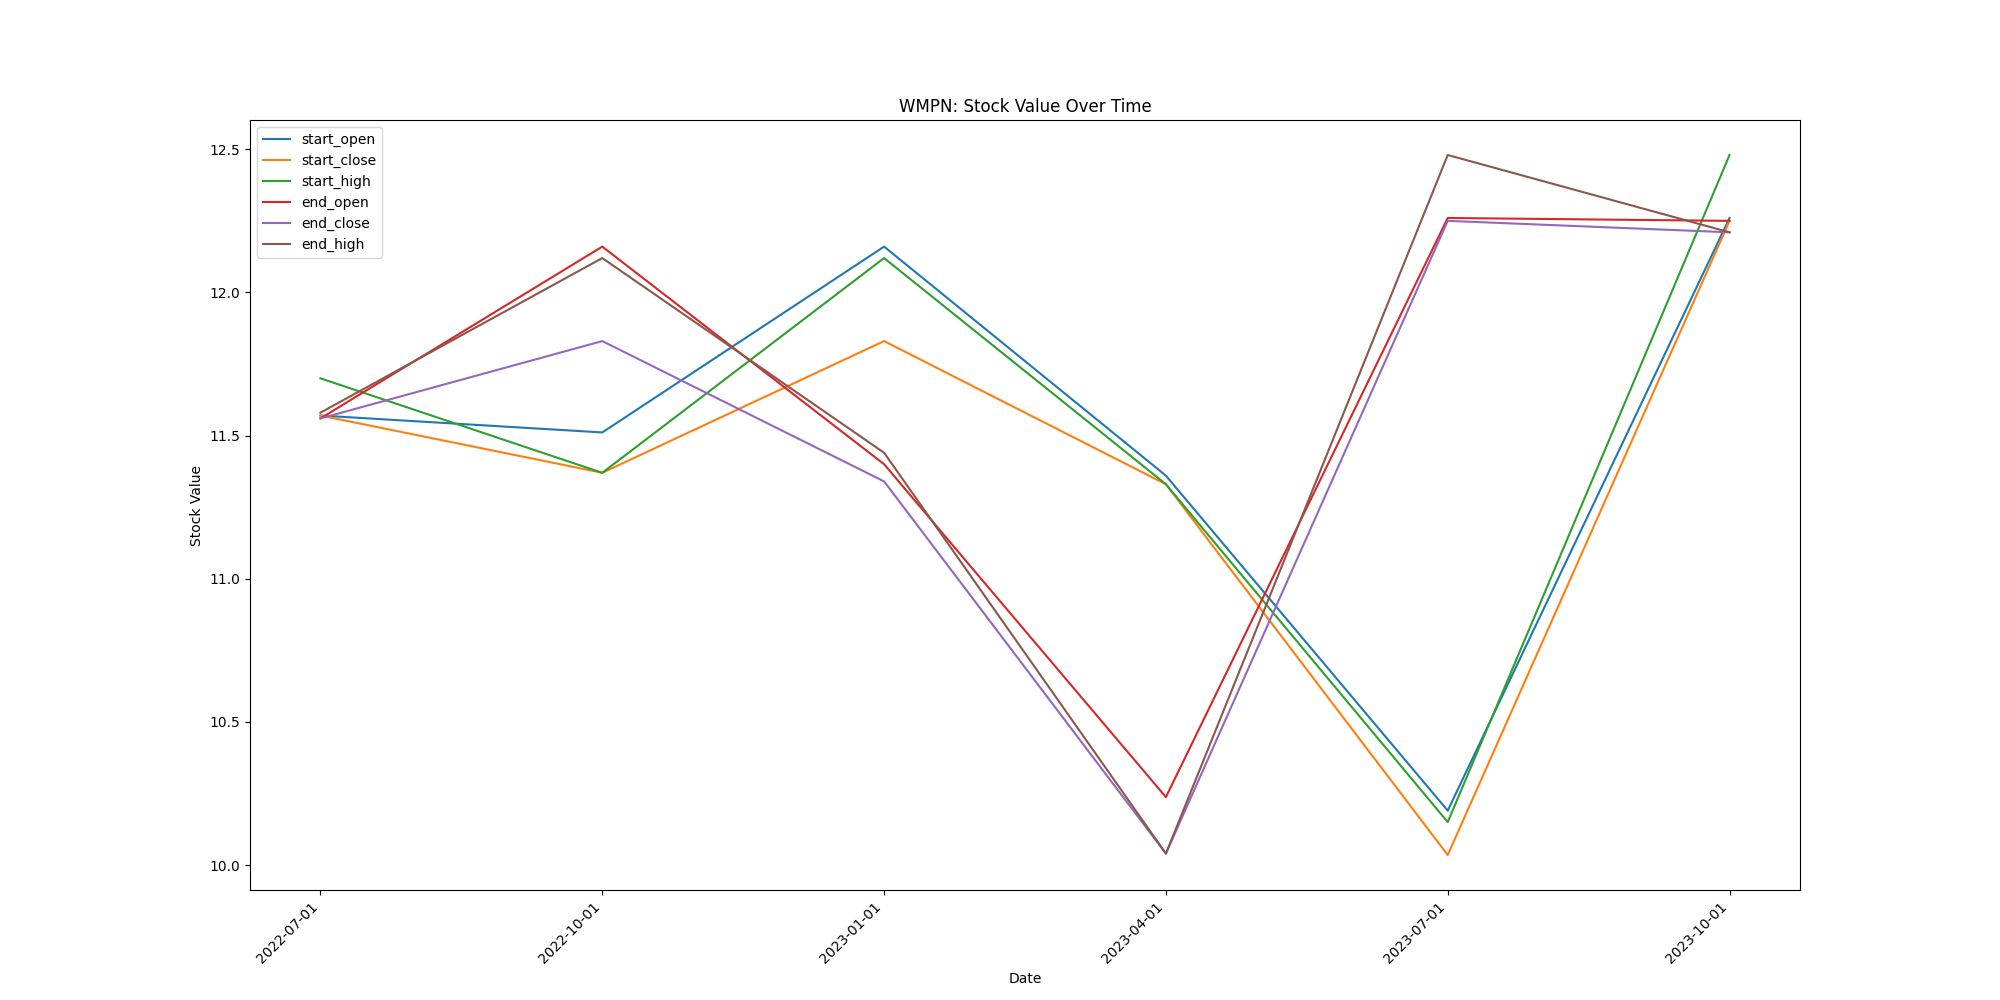 WMPN: Stock Value Over Time
start_open
start_close
start_high
end_open
end_close
end_high
12.5
12.0
11.5
11.0
10.5
10.0
Stock Value
2022-07-01
2022-10-01
2023-01-01
2023-04-01
2023-07-01
2023-10-01
Date